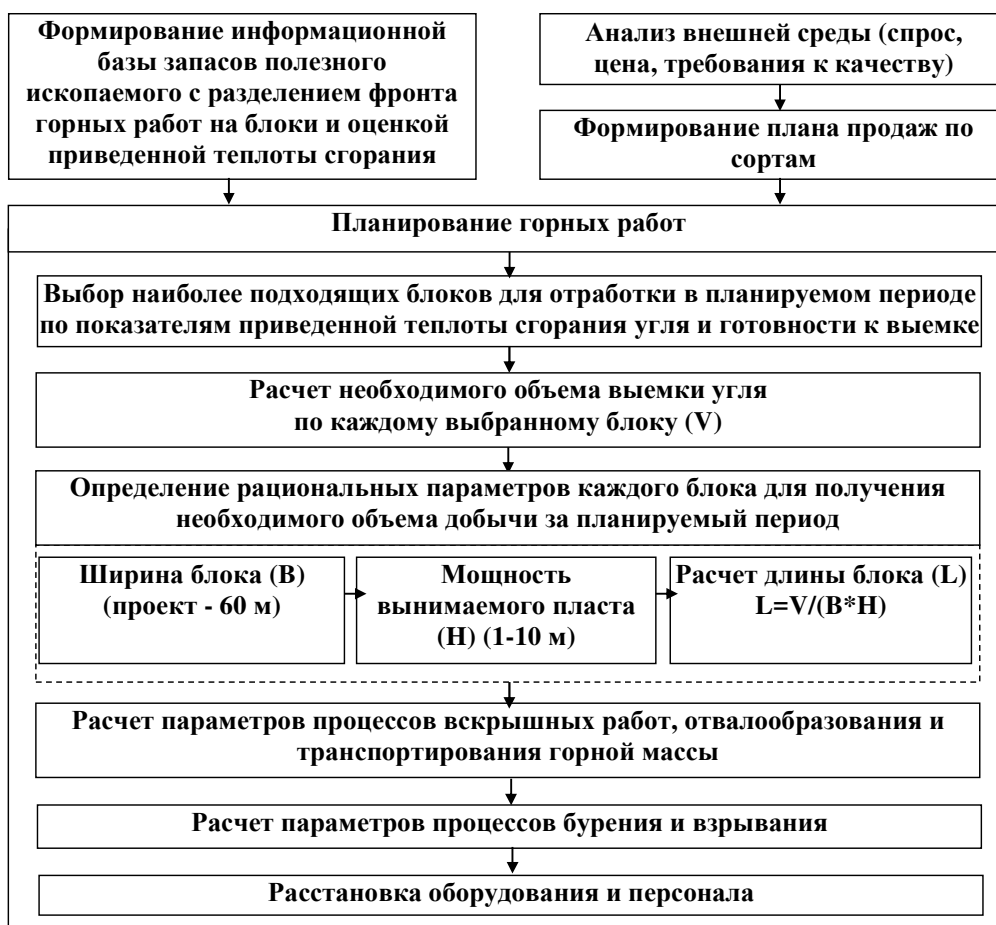 Формирование информационной
базы запасов полезного
ископаемого с разделением фронта
горных работ на блоки и оценкой
приведенной теплоты сгорания
Анализ внешней среды (спрос,
цена, требования к качеству)
Формирование плана продаж по
сортам
Планирование горных работ
Выбор наиболее подходящих блоков для отработки в планируемом периоде
по показателям приведенной теплоты сгорания угля и готовности к выемке
Расчет необходимого объема выемки угля
по каждому выбранному блоку (V)
Определение рациональных параметров каждого блока для получения
необходимого объема добычи за планируемый период
Ширина блока (B)
(проект - 60 м)
Мощность
вынимаемого пласта
(H) (1-10 м)
Расчет длины блока (L)
L=V/(B*H)
Расчет параметров процессов вскрышных работ, отвалообразования и
транспортирования горной массы
Расчет параметров процессов бурения и взрывания
Расстановка оборудования и персонала